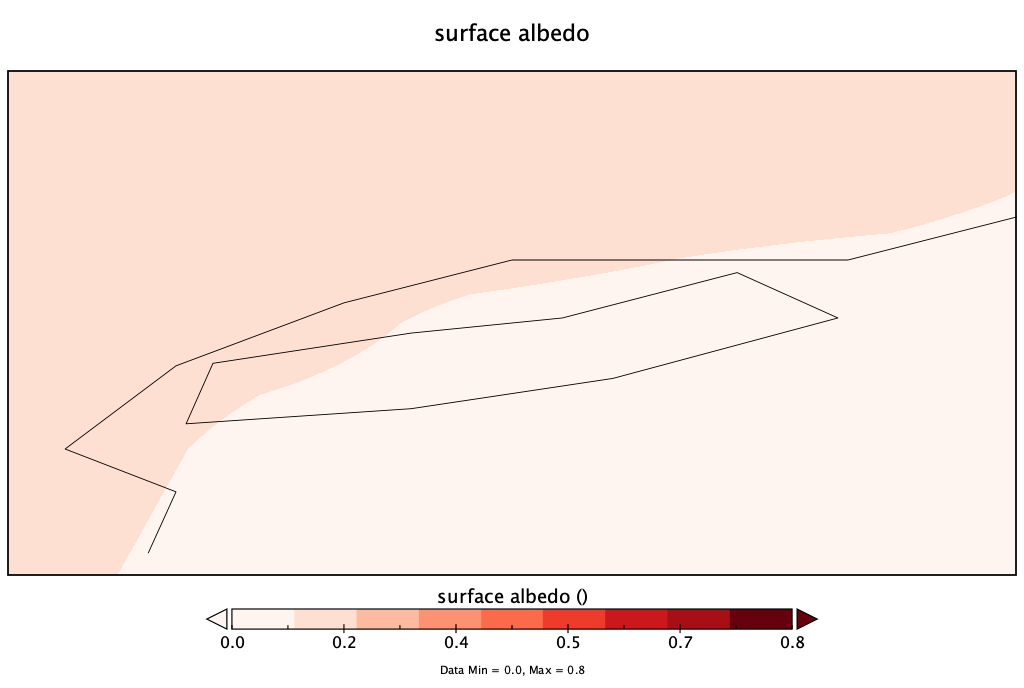 surface albedo
surface albedo ()
0.0 0.2 0.4 0.5 0.7 0.8
Data Min = 0.0, Max = 0.8